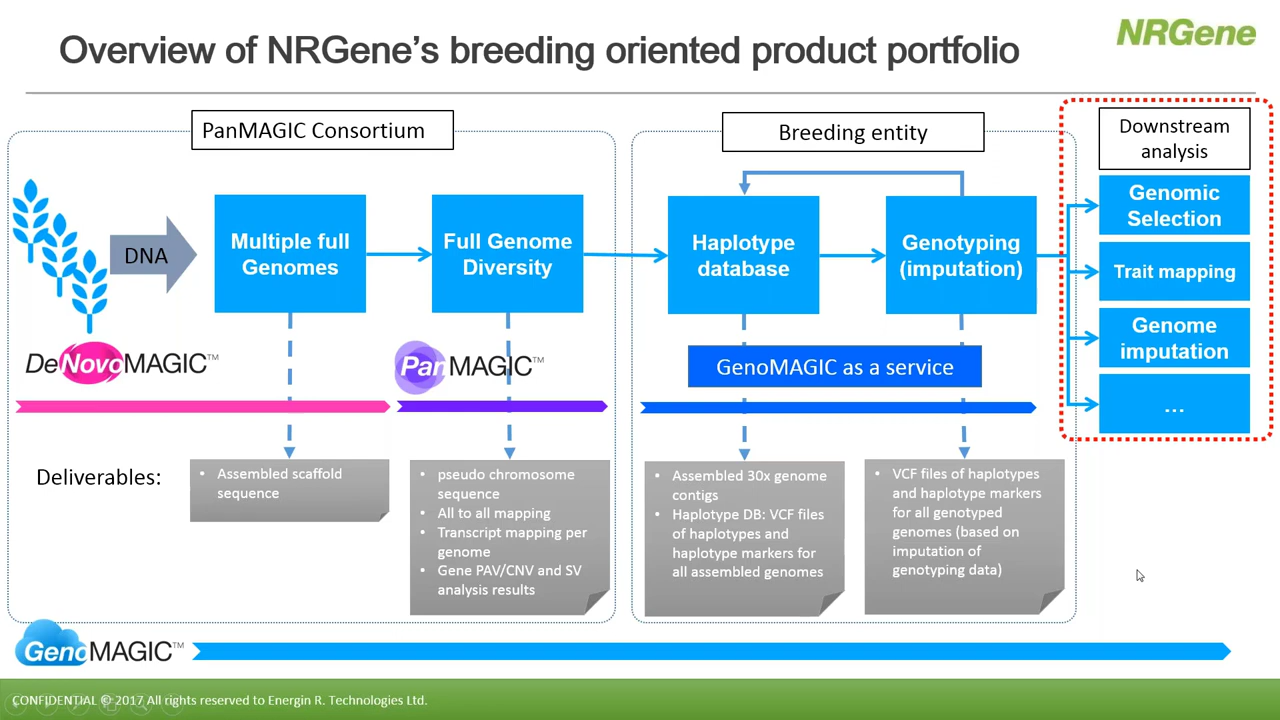 Overview of NRGene's breeding oriented product portfolio
NRGene
PanMAGIC Consortium
Breeding entity
Downstream
analysis
DNA
Multiple full
Genomes
Full Genome
Diversity
Haplotype
database
Genotyping
(imputation)
Genomic
Selection
Trait mapping
Genome
imputation
...
DeNovoMAGIC™
PanMAGIC™
GenoMAGIC as a service
Deliverables:
• Assembled scaffold
sequence
• pseudo chromosome
sequence
• All to all mapping
• Transcript mapping per
genome
• Gene PAV/CNV and SV
analysis results
• Assembled 30x genome
contigs
• Haplotype DB: VCF files
of haplotypes and
haplotype markers for
all assembled genomes
• VCF files of haplotypes
and haplotype markers
for all genotyped
genomes (based on
imputation of
genotyping data)
GenoMAGIC™
CONFIDENTIAL © 2017 All rights reserved to Energin R. Technologies Ltd.